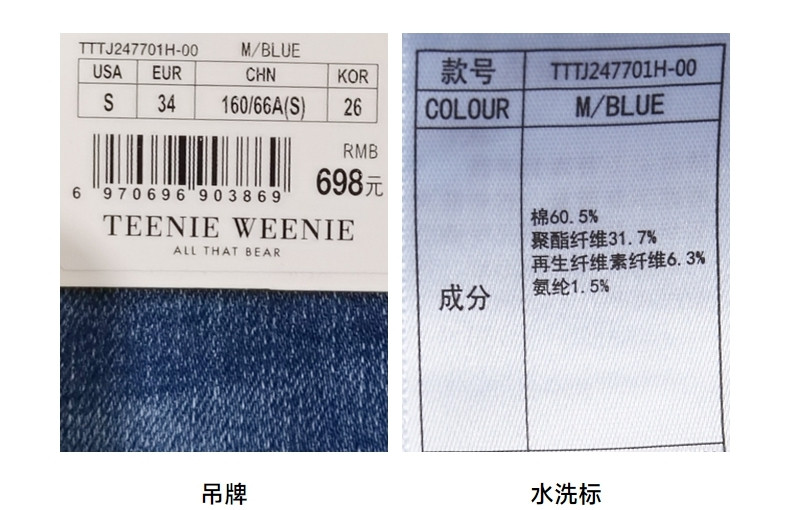 TTTJ247701H-00 M/BLUE
USA EUR CHN KOR
S 34 160/66A(S) 26
RMB
698元
6 970696 903869
TEENIE WEENIE
ALL THAT BEAR
款号 TTTJ247701H-00
COLOUR M/BLUE
成分
棉60.5%
聚酯纤维31.7%
再生纤维素纤维6.3%
氨纶1.5%
吊牌
水洗标